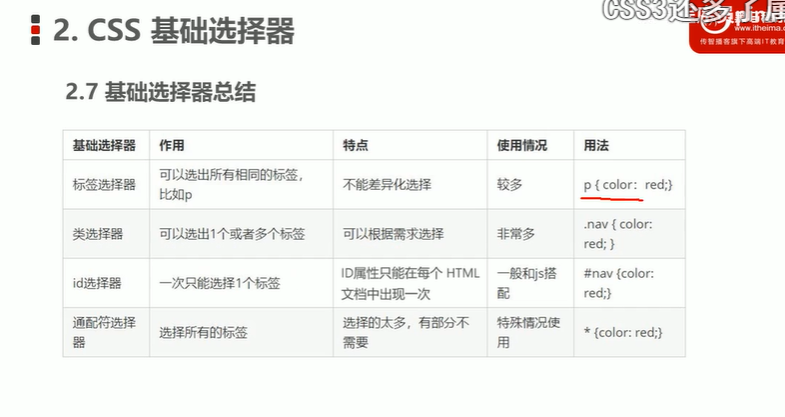 CSS3还多了属
2. CSS 基础选择器
www.itheima.com
传智播客旗下高端IT教育
2.7 基础选择器总结
基础选择器 作用 特点 使用情况 用法
标签选择器 可以选出所有相同的标签，比如p 不能差异化选择 较多 p { color：red;}
类选择器 可以选出1个或者多个标签 可以根据需求选择 非常多 .nav { color: red; }
id选择器 一次只能选择1个标签 ID属性只能在每个 HTML 文档中出现一次 一般和js搭配 #nav {color: red;}
通配符选择器 选择所有的标签 选择的太多，有部分不需要 特殊情况使用 * {color: red;}